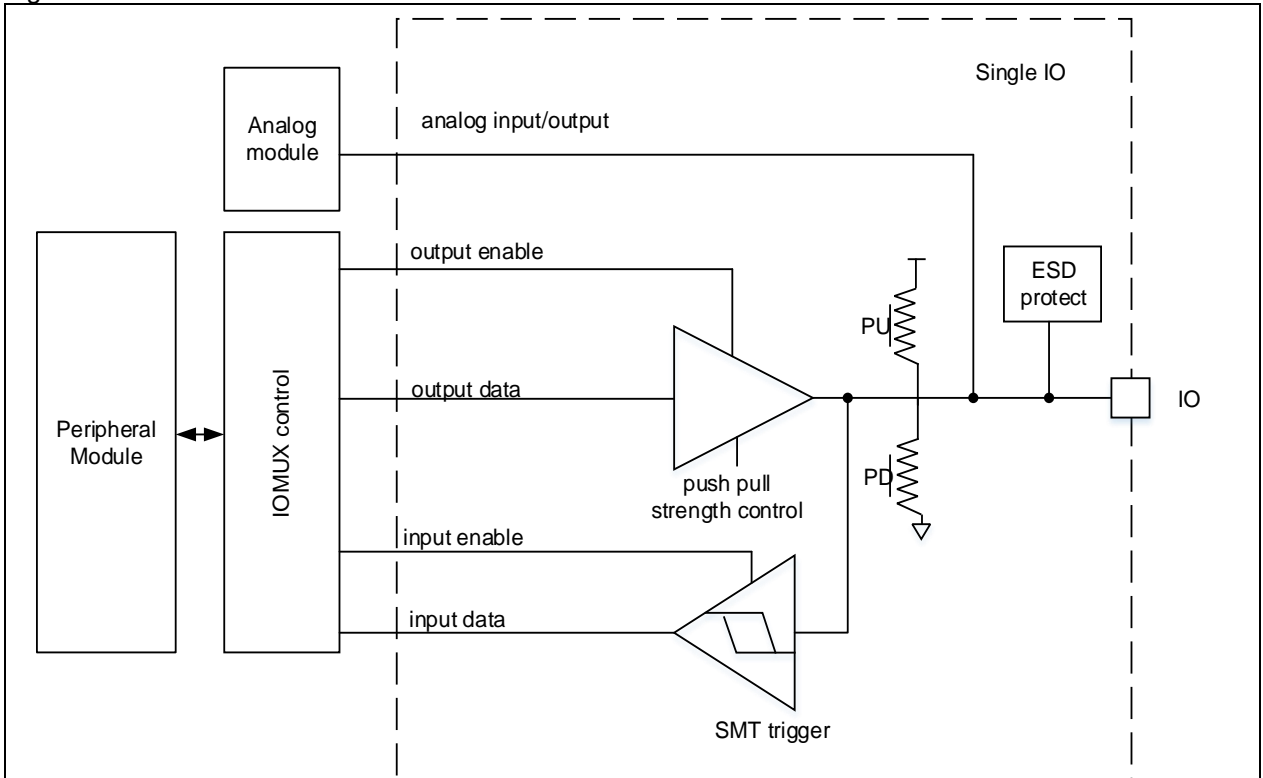 Single IO
Analog
module
analog input/output
output enable
ESD
protect
PU
output data
IO
Peripheral
Module
IOMUX control
PD
push pull
strength control
input enable
input data
SMT trigger